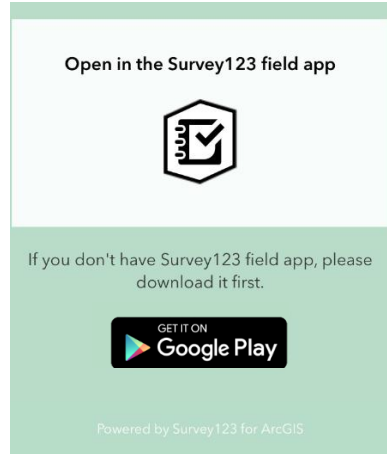 Open in the Survey123 field app
If you don't have Survey123 field app, please
download it first.
GET IT ON
Google Play
Powered by Survey123 for ArcGIS